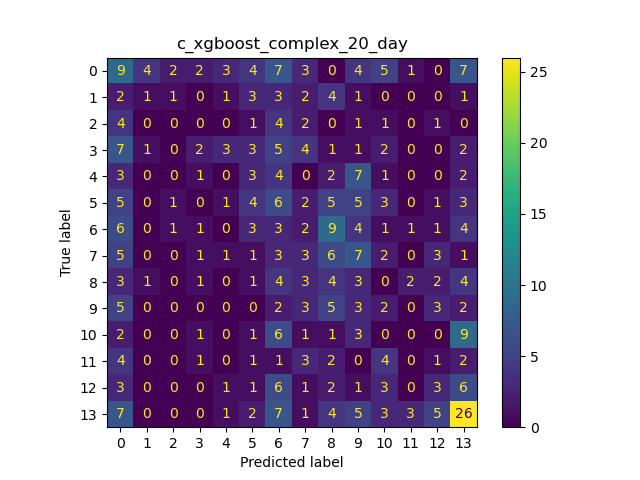 c_xgboost_complex_20_day
0 9 4 2 2 3 4 7 3 0 4 5 1 0 7
1 2 1 1 0 1 3 3 2 4 1 0 0 0 1
2 4 0 0 0 0 1 4 2 0 1 1 0 1 0
3 7 1 0 2 3 3 5 4 1 1 2 0 0 2
4 3 0 0 1 0 3 4 0 2 7 1 0 0 2
5 5 0 1 0 1 4 6 2 5 5 3 0 1 3
6 6 0 1 1 0 3 3 2 9 4 1 1 1 4
7 5 0 0 1 1 1 3 3 6 7 2 0 3 1
8 3 1 0 1 0 1 4 3 4 3 0 2 2 4
9 5 0 0 0 0 0 2 3 5 3 2 0 3 2
10 2 0 0 1 0 1 6 1 1 3 0 0 0 9
11 4 0 0 1 0 1 1 3 2 0 4 0 1 2
12 3 0 0 0 1 1 6 1 2 1 3 0 3 6
13 7 0 0 0 1 2 7 1 4 5 3 3 5 26
0 1 2 3 4 5 6 7 8 9 10 11 12 13
Predicted label
True label
25
20
15
10
5
0